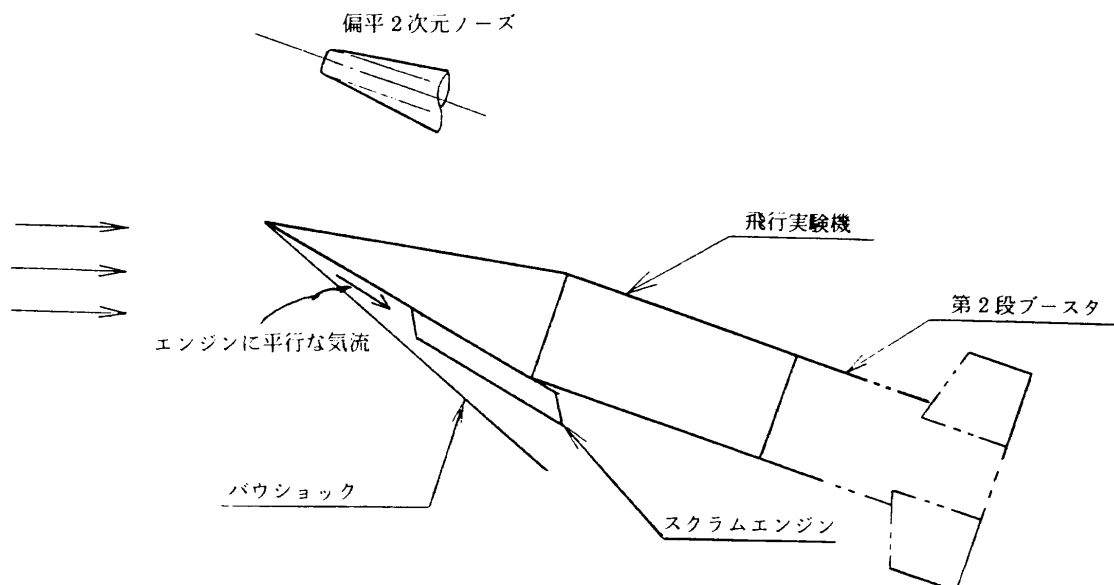 偏平2次元ノーズ
飛行実験機
第2段ブースタ
エンジンに平行な気流
バウショック
スクラムエンジン